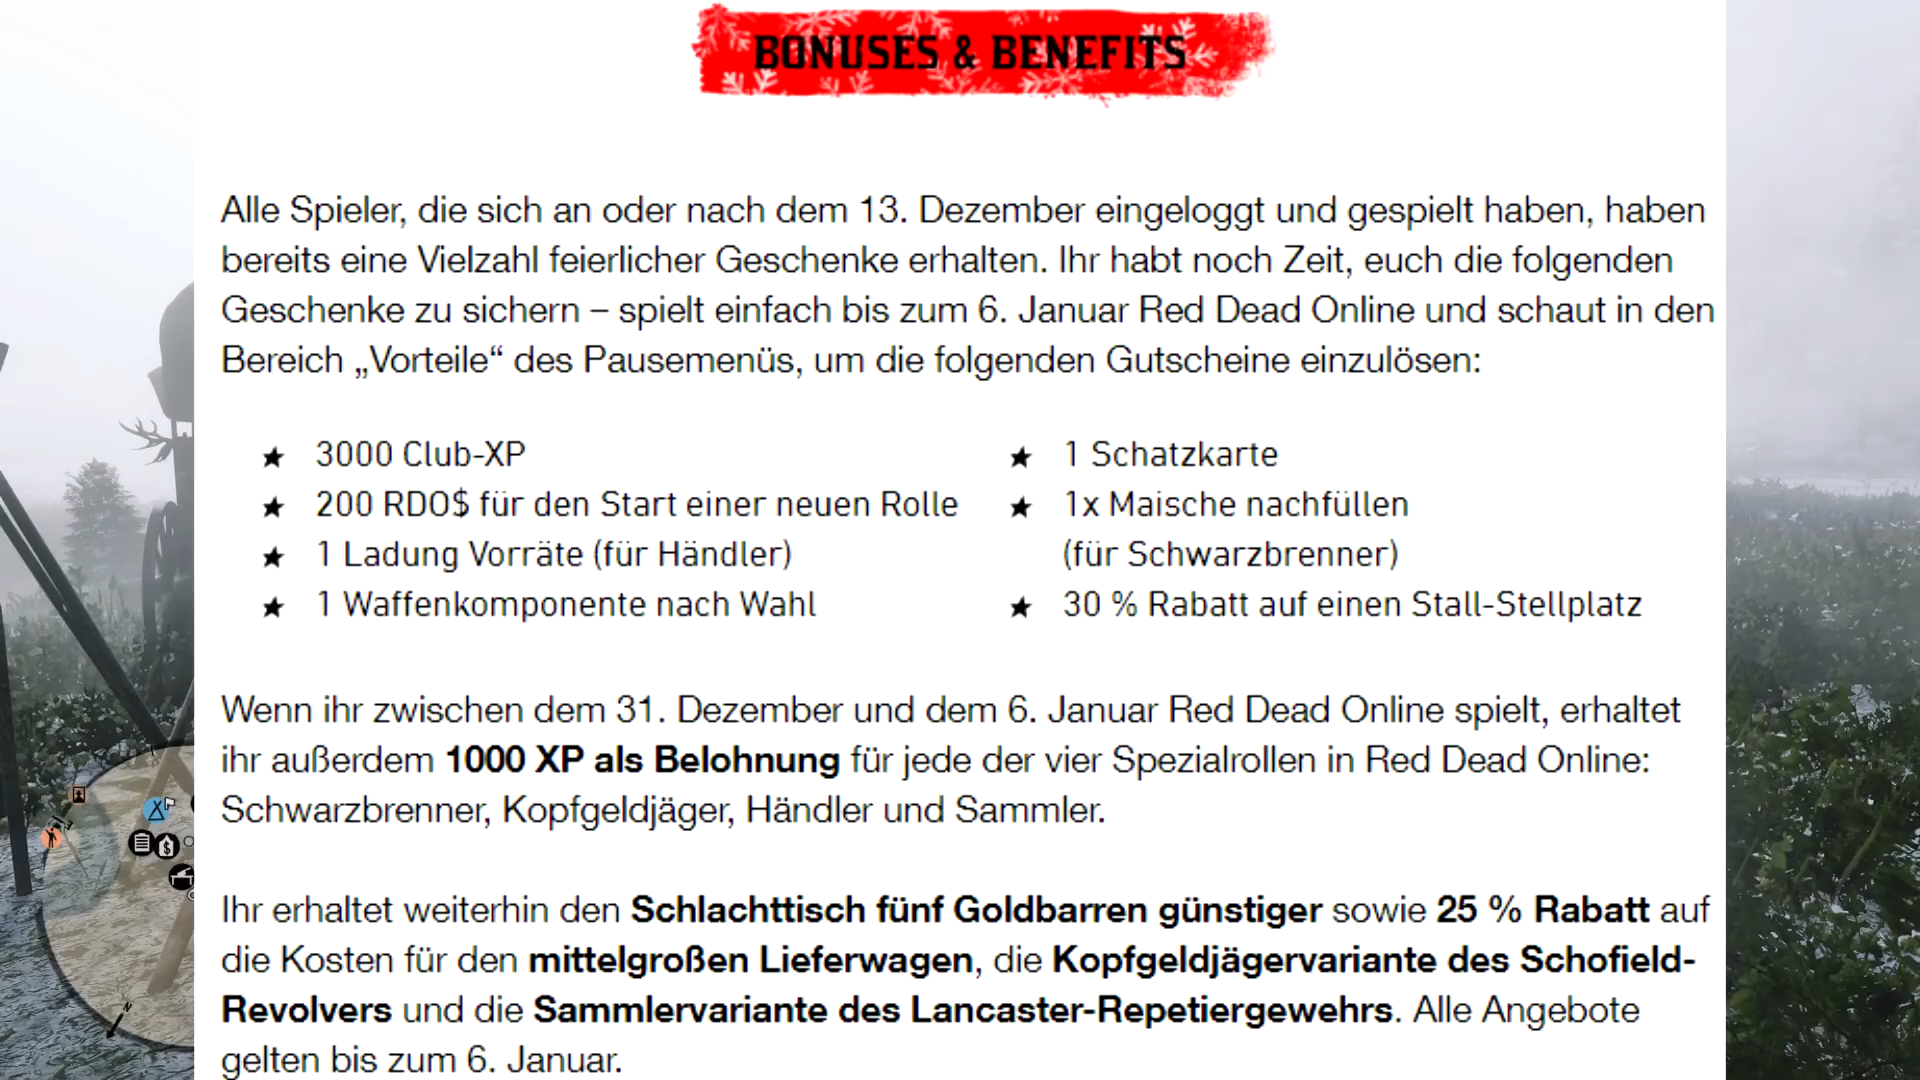 BONUSES & BENEFITS
Alle Spieler, die sich an oder nach dem 13. Dezember eingeloggt und gespielt haben, haben
bereits eine Vielzahl feierlicher Geschenke erhalten. Ihr habt noch Zeit, euch die folgenden
Geschenke zu sichern – spielt einfach bis zum 6. Januar Red Dead Online und schaut in den
Bereich „Vorteile“ des Pausemenüs, um die folgenden Gutscheine einzulösen:
★ 3000 Club-XP
★ 200 RDO$ für den Start einer neuen Rolle
★ 1 Ladung Vorräte (für Händler)
★ 1 Waffenkomponente nach Wahl
★ 1 Schatzkarte
★ 1x Maische nachfüllen
(für Schwarzbrenner)
★ 30 % Rabatt auf einen Stall-Stellplatz
Wenn ihr zwischen dem 31. Dezember und dem 6. Januar Red Dead Online spielt, erhaltet
ihr außerdem 1000 XP als Belohnung für jede der vier Spezialrollen in Red Dead Online:
Schwarzbrenner, Kopfgeldjäger, Händler und Sammler.
Ihr erhaltet weiterhin den Schlachttisch fünf Goldbarren günstiger sowie 25 % Rabatt auf
die Kosten für den mittelgroßen Lieferwagen, die Kopfgeldjägervariante des Schofield-
Revolvers und die Sammlervariante des Lancaster-Repetiergewehrs. Alle Angebote
gelten bis zum 6. Januar.
N